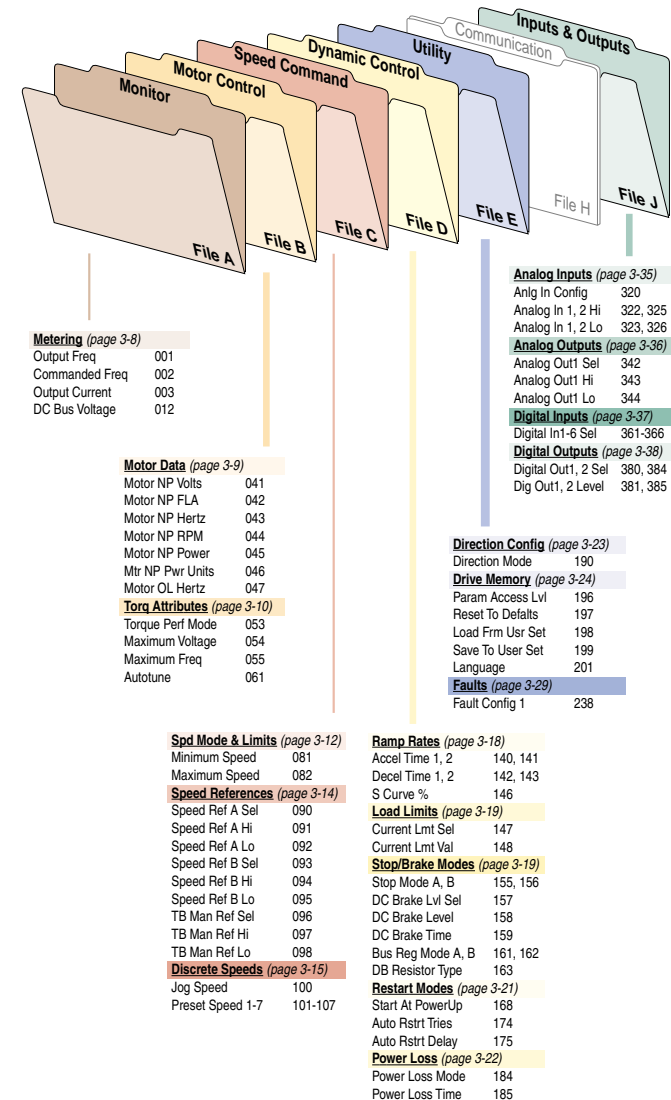 Monitor
Motor Control
Speed Command
Dynamic Control
Utility
Communication
Inputs & Outputs
File A
File B
File C
File D
File E
File H
File J
Metering (page 3-8)
Output Freq 001
Commanded Freq 002
Output Current 003
DC Bus Voltage 012
Motor Data (page 3-9)
Motor NP Volts 041
Motor NP FLA 042
Motor NP Hertz 043
Motor NP RPM 044
Motor NP Power 045
Mtr NP Pwr Units 046
Motor OL Hertz 047
Torq Attributes (page 3-10)
Torque Perf Mode 053
Maximum Voltage 054
Maximum Freq 055
Autotune 061
Spd Mode & Limits (page 3-12)
Minimum Speed 081
Maximum Speed 082
Speed References (page 3-14)
Speed Ref A Sel 090
Speed Ref A Hi 091
Speed Ref A Lo 092
Speed Ref B Sel 093
Speed Ref B Hi 094
Speed Ref B Lo 095
TB Man Ref Sel 096
TB Man Ref Hi 097
TB Man Ref Lo 098
Discrete Speeds (page 3-15)
Jog Speed 100
Preset Speed 1-7 101-107
Ramp Rates (page 3-18)
Accel Time 1, 2 140, 141
Decel Time 1, 2 142, 143
S Curve % 146
Load Limits (page 3-19)
Current Lmt Sel 147
Current Lmt Val 148
Stop/Brake Modes (page 3-19)
Stop Mode A, B 155, 156
DC Brake Lvl Sel 157
DC Brake Level 158
DC Brake Time 159
Bus Reg Mode A, B 161, 162
DB Resistor Type 163
Restart Modes (page 3-21)
Start At PowerUp 168
Auto Rstrt Tries 174
Auto Rstrt Delay 175
Power Loss (page 3-22)
Power Loss Mode 184
Power Loss Time 185
Direction Config (page 3-23)
Direction Mode 190
Drive Memory (page 3-24)
Param Access Lvl 196
Reset To Defalts 197
Load Frm Usr Set 198
Save To User Set 199
Language 201
Faults (page 3-29)
Fault Config 1 238
Analog Inputs (page 3-35)
Anlg In Config 320
Analog In 1, 2 Hi 322, 325
Analog In 1, 2 Lo 323, 326
Analog Outputs (page 3-36)
Analog Out1 Sel 342
Analog Out1 Hi 343
Analog Out1 Lo 344
Digital Inputs (page 3-37)
Digital In1-6 Sel 361-366
Digital Outputs (page 3-38)
Digital Out1, 2 Sel 380, 384
Dig Out1, 2 Level 381, 385